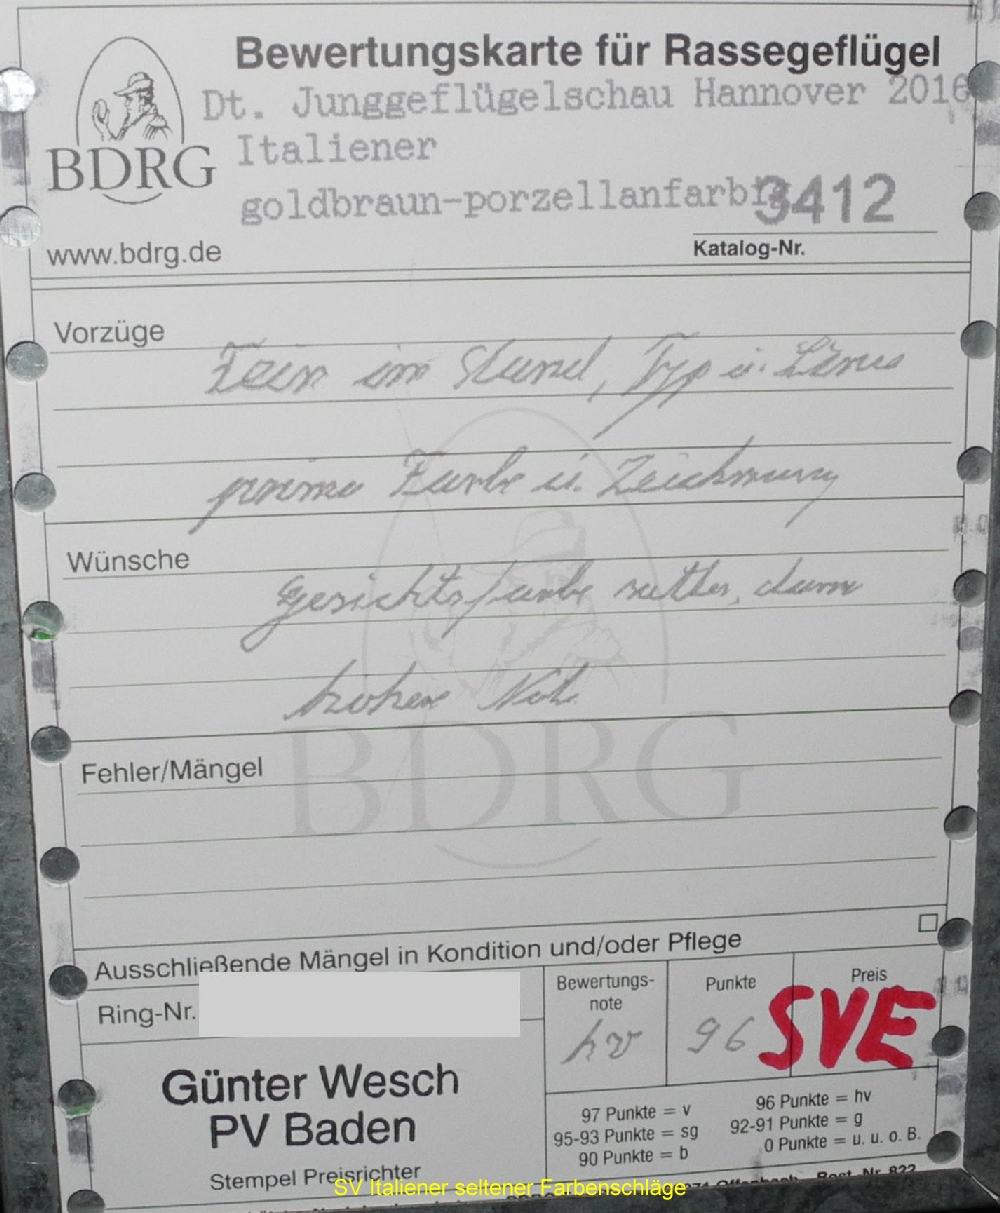 Bewertungskarte für Rassegeflügel
Dt. Junggeflügelschau Hannover 2016
Italiener
BDRG
goldbraun-porzellanfarbig
3412
www.bdrg.de
Katalog-Nr.
Vorzüge
Fein im Stand, Typ u. Linie
prima Farbe u. Zeichnung
Wünsche
Gesichtsfarbe satter, dann
höhere Note
BDRG
Fehler/Mängel
Ausschließende Mängel in Kondition und/oder Pflege
Ring-Nr.
Bewertungs-
note
Punkte
Preis
hv
96
SVE
Günter Wesch
PV Baden
Stempel Preisrichter
97 Punkte = v
96 Punkte = hv
95-93 Punkte = sg
92-91 Punkte = g
90 Punkte = b
0 Punkte = u. u. o. B.
Best.-Nr. 822
SV Italiener seltener Farbenschläge